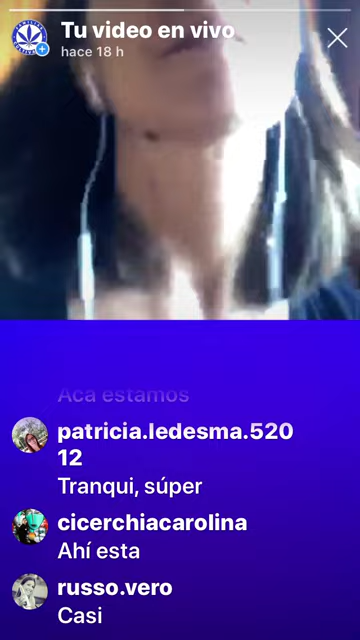 Tu video en vivo
hace 18 h
Aca estamos
patricia.ledesma.520
12
Tranqui, súper
cicerchiacarolina
Ahí esta
russo.vero
Casi